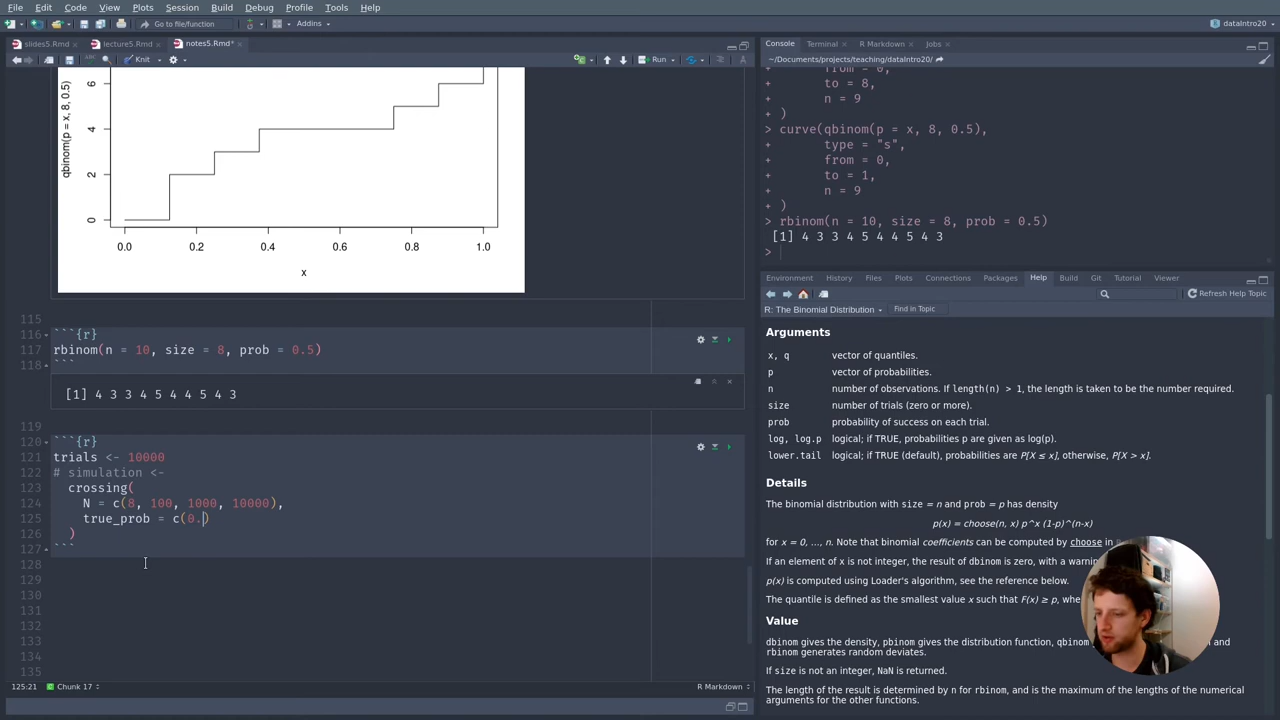 File Edit Code View Plots Session Build Debug Profile Tools Help
Go to file/function Addins dataIntro20
slides5.Rmd lecture5.Rmd notes5.Rmd*
Knit Run
qbinom(p = x, 8, 0.5)
6
4
2
0
0.0 0.2 0.4 0.6 0.8 1.0
x
115
116 ```{r}
117 rbinom(n = 10, size = 8, prob = 0.5)
118 ```
[1] 4 3 3 4 5 4 4 5 4 3
119
120 ```{r}
121 trials <- 10000
122 # simulation <-
123 crossing(
124 N = c(8, 100, 1000, 10000),
125 true_prob = c(0.)
126 )
127 ```
128
129
130
131
132
133
134
135
125:21 Chunk 17 R Markdown
Console Terminal R Markdown Jobs
~/Documents/projects/teaching/dataIntro20/
+ from = 0,
+ to = 8,
+ n = 9
+ )
> curve(qbinom(p = x, 8, 0.5),
+ type = "s",
+ from = 0,
+ to = 1,
+ n = 9
+ )
> rbinom(n = 10, size = 8, prob = 0.5)
[1] 4 3 3 4 5 4 4 5 4 3
>
Environment History Files Plots Connections Packages Help Build Git Tutorial Viewer
Refresh Help Topic
R: The Binomial Distribution Find in Topic
Arguments
x, q vector of quantiles.
p vector of probabilities.
n number of observations. If length(n) > 1, the length is taken to be the number required.
size number of trials (zero or more).
prob probability of success on each trial.
log, log.p logical; if TRUE, probabilities p are given as log(p).
lower.tail logical; if TRUE (default), probabilities are P[X ≤ x], otherwise, P[X > x].
Details
The binomial distribution with size = n and prob = p has density
p(x) = choose(n, x) p^x (1-p)^(n-x)
for x = 0, ..., n. Note that binomial coefficients can be computed by choose in
If an element of x is not integer, the result of dbinom is zero, with a warning
p(x) is computed using Loader's algorithm, see the reference below.
The quantile is defined as the smallest value x such that F(x) ≥ p, whe
Value
dbinom gives the density, pbinom gives the distribution function, qbinom
rbinom generates random deviates.
If size is not an integer, NaN is returned.
The length of the result is determined by n for rbinom, and is the maximum of the lengths of the numerical
arguments for the other functions.